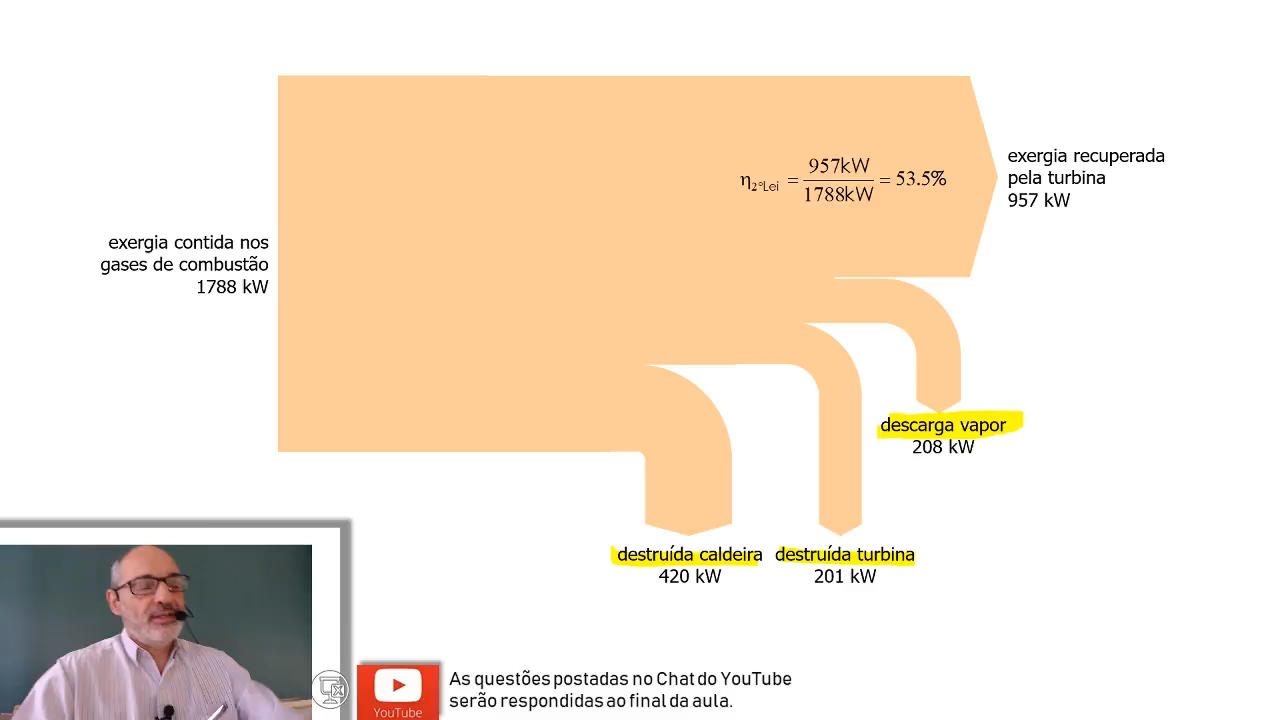 exergia contida nos
gases de combustão
1788 kW
η2ºLei = 957kW / 1788kW = 53.5%
exergia recuperada
pela turbina
957 kW
descarga vapor
208 kW
destruída caldeira
420 kW
destruída turbina
201 kW
YouTube
As questões postadas no Chat do YouTube
serão respondidas ao final da aula.